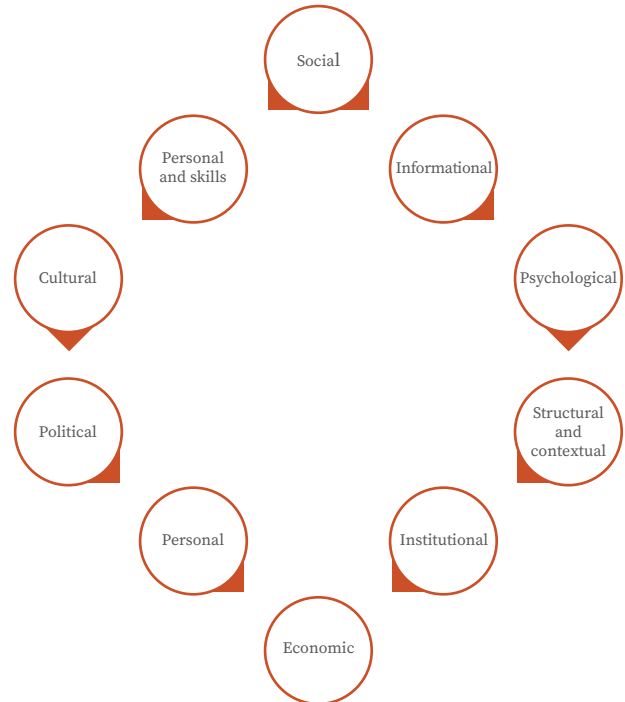 Social
Personal
and skills
Informational
Cultural
Psychological
Political
Structural
and
contextual
Personal
Institutional
Economic